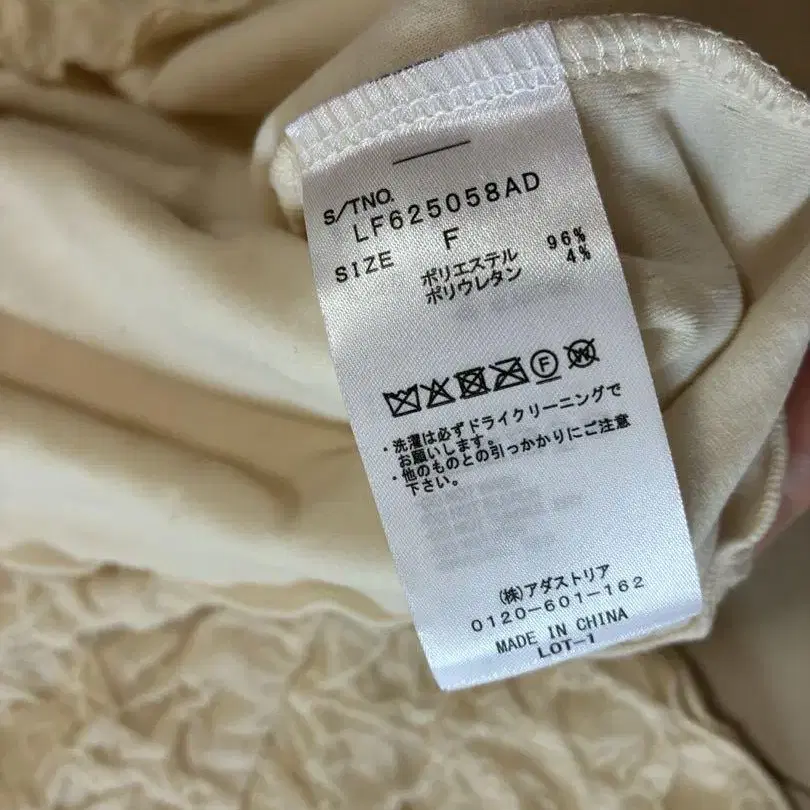 S/TNO.
LF625058AD
SIZE F
ポリエステル 96%
ポリウレタン 4%
F W
・洗濯は必ずドライクリーニングで
お願いします。
・他のものとの引っかかりにご注意
下さい。
(株)アダストリア
0120-601-162
MADE IN CHINA
LOT-1